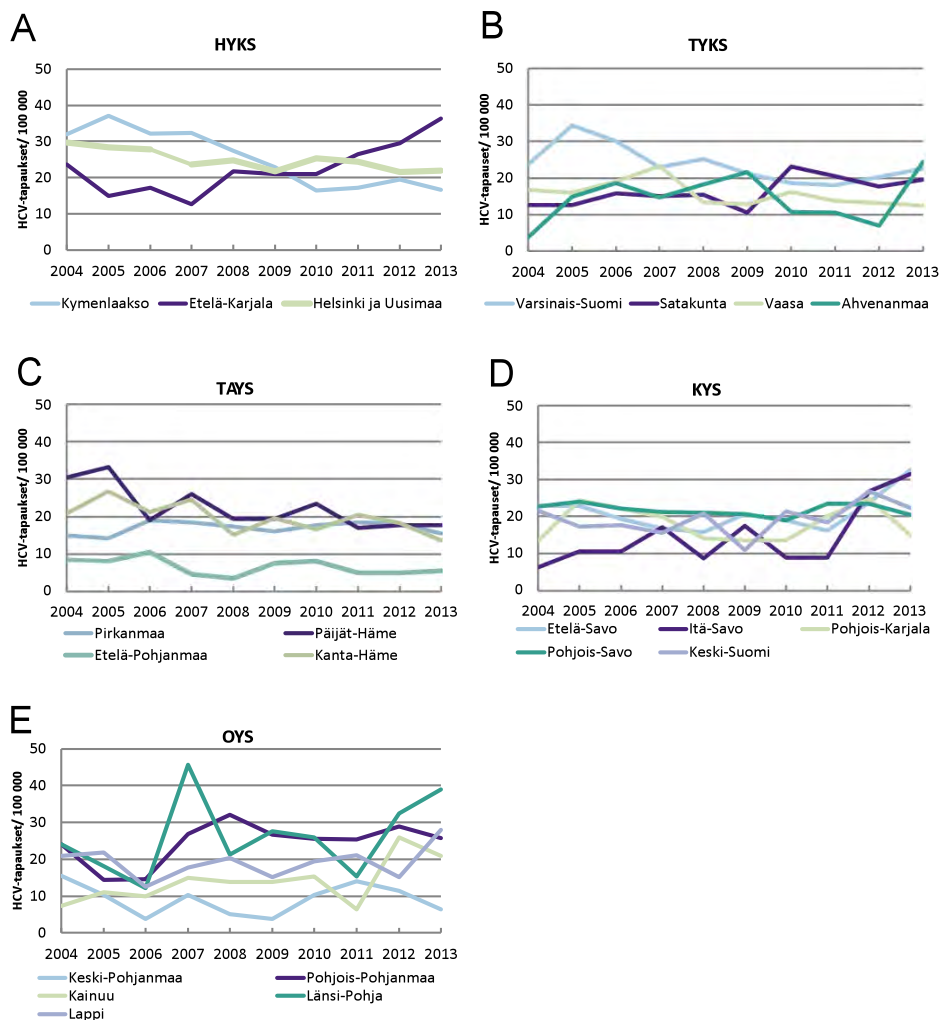 A
HYKS
HCV-tapaukset/ 100 000
50
40
30
20
10
0
2004 2005 2006 2007 2008 2009 2010 2011 2012 2013
Kymenlaakso Etelä-Karjala Helsinki ja Uusimaa
B
TYKS
HCV-tapaukset/ 100 000
50
40
30
20
10
0
2004 2005 2006 2007 2008 2009 2010 2011 2012 2013
Varsinais-Suomi Satakunta Vaasa Ahvenanmaa
C
TAYS
HCV-tapaukset/ 100 000
50
40
30
20
10
0
2004 2005 2006 2007 2008 2009 2010 2011 2012 2013
Pirkanmaa Päijät-Häme
Etelä-Pohjanmaa Kanta-Häme
D
KYS
HCV-tapaukset/ 100 000
50
40
30
20
10
0
2004 2005 2006 2007 2008 2009 2010 2011 2012 2013
Etelä-Savo Itä-Savo Pohjois-Karjala
Pohjois-Savo Keski-Suomi
E
OYS
HCV-tapaukset/ 100 000
50
40
30
20
10
0
2004 2005 2006 2007 2008 2009 2010 2011 2012 2013
Keski-Pohjanmaa Pohjois-Pohjanmaa
Kainuu Länsi-Pohja
Lappi